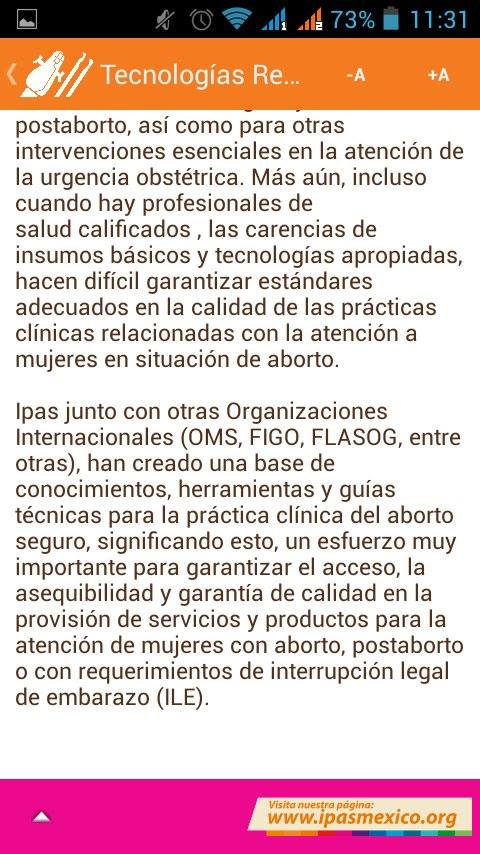 73% 11:31
Tecnologías Re... -A +A
postaborto, así como para otras
intervenciones esenciales en la atención de
la urgencia obstétrica. Más aún, incluso
cuando hay profesionales de
salud calificados , las carencias de
insumos básicos y tecnologías apropiadas,
hacen difícil garantizar estándares
adecuados en la calidad de las prácticas
clínicas relacionadas con la atención a
mujeres en situación de aborto.
Ipas junto con otras Organizaciones
Internacionales (OMS, FIGO, FLASOG, entre
otras), han creado una base de
conocimientos, herramientas y guías
técnicas para la práctica clínica del aborto
seguro, significando esto, un esfuerzo muy
importante para garantizar el acceso, la
asequibilidad y garantía de calidad en la
provisión de servicios y productos para la
atención de mujeres con aborto, postaborto
o con requerimientos de interrupción legal
de embarazo (ILE).
Visita nuestra página:
www.ipasmexico.org